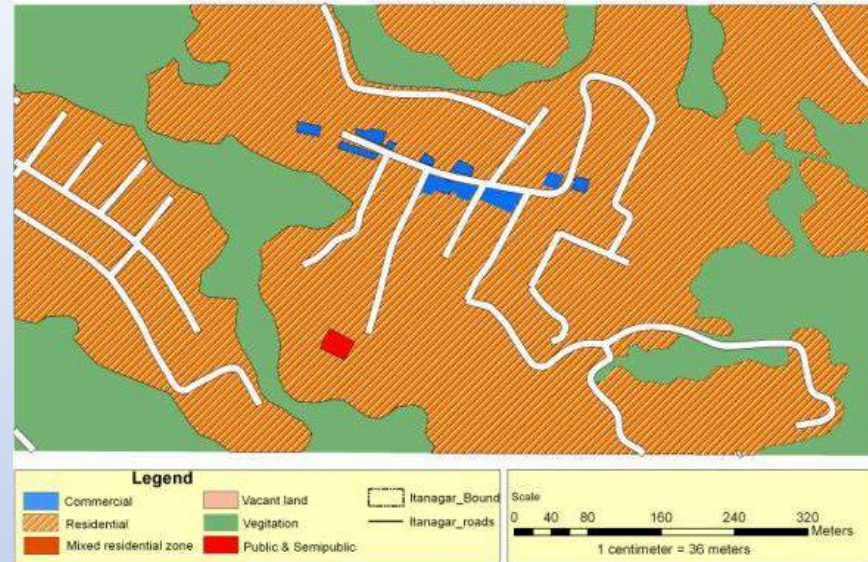 Legend
Commercial
Residential
Mixed residential zone
Vacant land
Vegitation
Public & Semipublic
Itanagar_Bound
Itanagar_roads
Scale
0 40 80 160 240 320
Meters
1 centimeter = 36 meters